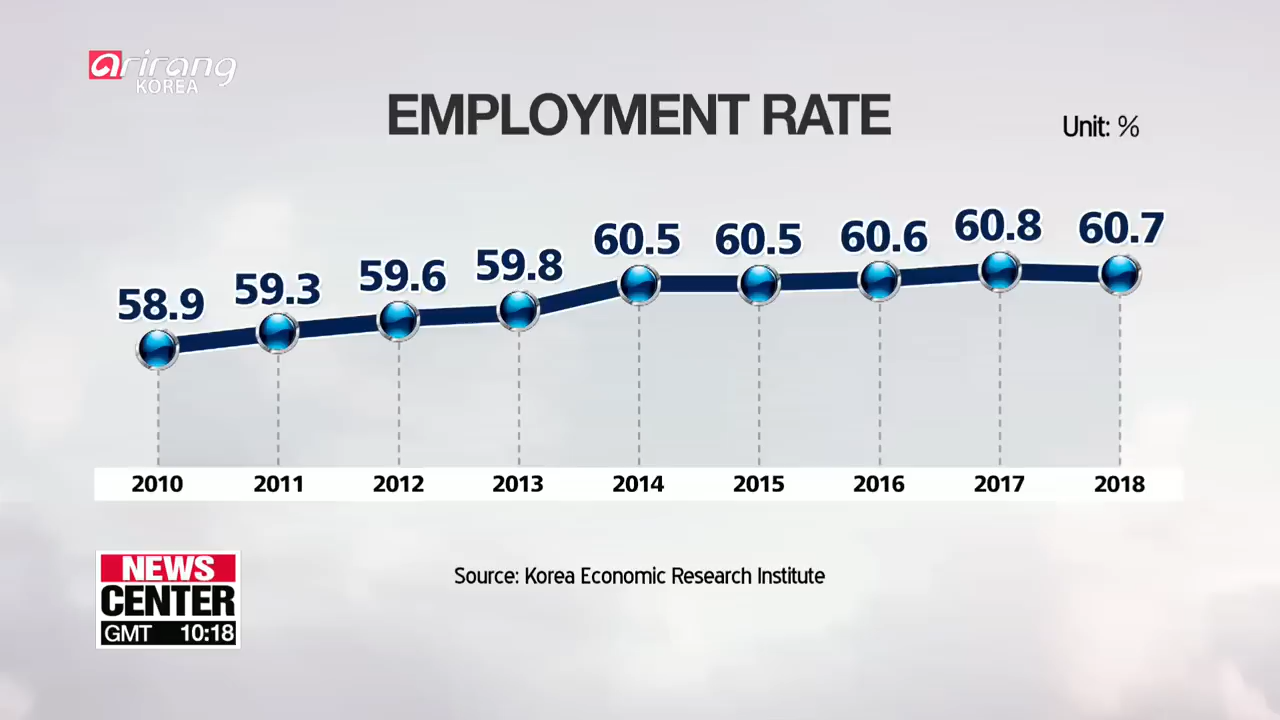 arirang
KOREA
EMPLOYMENT RATE
Unit: %
58.9 59.3 59.6 59.8 60.5 60.5 60.6 60.8 60.7
2010 2011 2012 2013 2014 2015 2016 2017 2018
Source: Korea Economic Research Institute
NEWS
CENTER
GMT 10:18